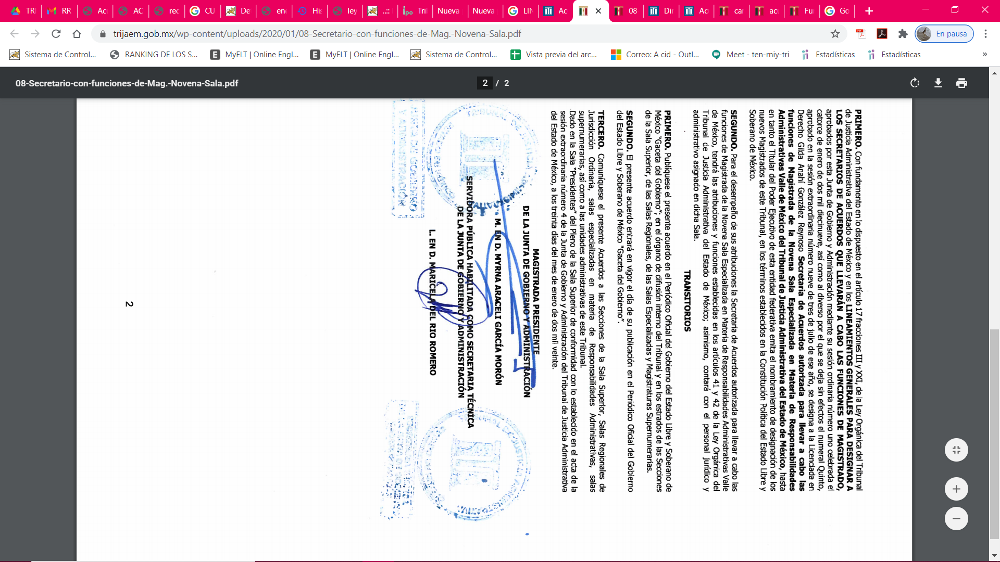 TRI
RR
Acu
AC
rec
CU
De
ene
His
ley
..::
Tri
Nueva
Nueva
LIN
Ac
08
Dir
Ac
car
acu
Fu
Go
trijaem.gob.mx/wp-content/uploads/2020/01/08-Secretario-con-funciones-de-Mag.-Novena-Sala.pdf
En pausa
Sistema de Control...
RANKING DE LOS S...
MyELT | Online Engl...
MyELT | Online Engl...
Sistema de Control...
Vista previa del arc...
Correo: A cid - Outl...
Meet - ten-rniy-tri
Estadísticas
Estadísticas
»
08-Secretario-con-funciones-de-Mag.-Novena-Sala.pdf
2 / 2
PRIMERO. Con fundamento en lo dispuesto en el artículo 17 fracciones III y XXI, de la Ley Orgánica del Tribunal
de Justicia Administrativa del Estado de México y en los LINEAMIENTOS GENERALES PARA DESIGNAR A
LOS SECRETARIOS DE ACUERDOS QUE LLEVARÁN A CABO LAS FUNCIONES DE MAGISTRADO,
aprobados por esta Junta de Gobierno y Administración mediante su sesión ordinaria número uno celebrada el
catorce de enero de dos mil diecinueve, así como al diverso por el que se deja sin efectos el numeral Quinto,
aprobado en la sesión extraordinaria número nueve de tres de julio de ese año, se designa a la Licenciada en
Derecho Gilda Anahí González Reynoso Secretaria de Acuerdos autorizada para llevar a cabo las
funciones de Magistrada de la Novena Sala Especializada en Materia de Responsabilidades
Administrativas Valle de México del Tribunal de Justicia Administrativa del Estado de México, hasta
en tanto el Titular del Poder Ejecutivo de esta entidad federativa emita el nombramiento de designación de los
nuevos Magistrados de este Tribunal, en los términos establecidos en la Constitución Política del Estado Libre y
Soberano de México.
SEGUNDO. Para el desempeño de sus atribuciones la Secretaria de Acuerdos autorizada para llevar a cabo las
funciones de Magistrada de la Novena Sala Especializada en Materia de Responsabilidades Administrativas Valle
de México, tendrá las atribuciones y funciones establecidas en los artículos 41 y 42 de la Ley Orgánica del
Tribunal de Justicia Administrativa del Estado de México; asimismo, contará con el personal jurídico y
administrativo asignado en dicha Sala.
TRANSITORIOS
PRIMERO. Publíquese el presente acuerdo en el Periódico Oficial del Gobierno del Estado Libre y Soberano de
México "Gaceta del Gobierno"; en el órgano de difusión interno del Tribunal y en los estrados de las Secciones
de la Sala Superior, de las Salas Regionales, de las Salas Especializadas y Magistraturas Supernumerarias.
SEGUNDO. El presente acuerdo entrará en vigor el día de su publicación en el Periódico Oficial del Gobierno
del Estado Libre y Soberano de México "Gaceta del Gobierno".
TERCERO. Comuníquese el presente Acuerdos a las Secciones de la Sala Superior, Salas Regionales de
Jurisdicción Ordinaria, salas especializadas en materia de Responsabilidades Administrativas, salas
supernumerarias, así como a las unidades administrativas de este Tribunal.
Dado en la Sala "Presidentes" del Pleno de la Sala Superior de conformidad con lo establecido en el acta de la
sesión extraordinaria número 4 de la Junta de Gobierno y Administración del Tribunal de Justicia Administrativa
del Estado de México, a los treinta días del mes de enero de dos mil veinte.
MAGISTRADA PRESIDENTE
DE LA JUNTA DE GOBIERNO Y ADMINISTRACIÓN
M. EN D. MYRNA ARACELI GARCÍA MORÓN
SERVIDORA PÚBLICA HABILITADA COMO SECRETARIA TÉCNICA
DE LA JUNTA DE GOBIERNO Y ADMINISTRACIÓN
L. EN D. MARICELA DEL RIO ROMERO
TRIBUNAL DE JUSTICIA
JUNTA DE GOBIERNO
Y ADMINISTRACIÓN
2